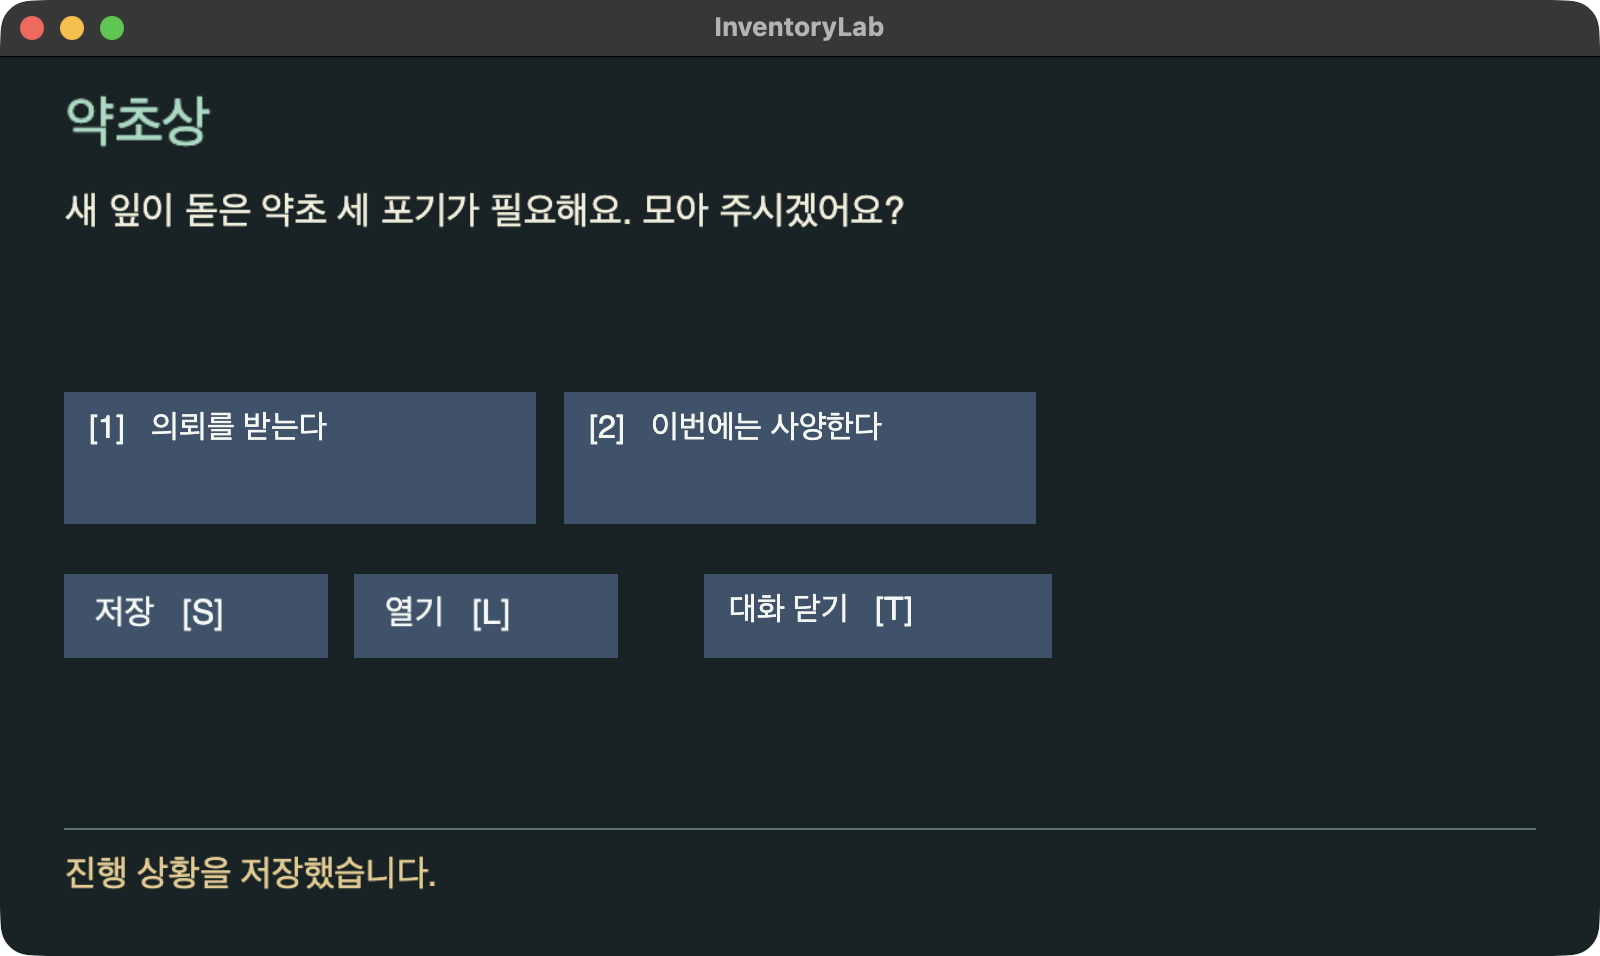 InventoryLab
약초상
새 잎이 돋은 약초 세 포기가 필요해요. 모아 주시겠어요?
[1] 의뢰를 받는다
[2] 이번에는 사양한다
저장 [S]
열기 [L]
대화 닫기 [T]
진행 상황을 저장했습니다.